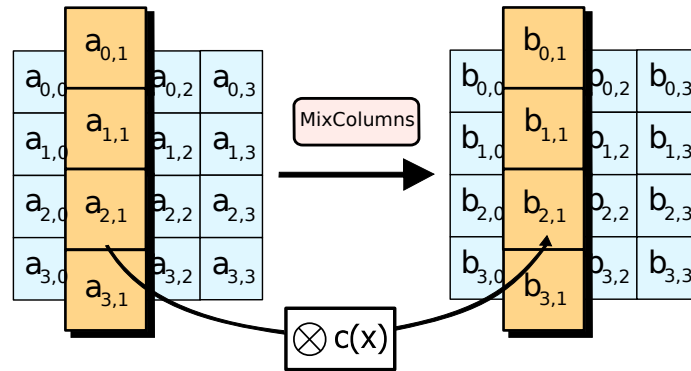 a0,1 b0,1
a0,0 a0,2 a0,3 b0,0 b0,2 b0,3
MixColumns
a1,1 b1,1
a1,0 a1,2 a1,3 b1,0 b1,2 b1,3
a2,1 b2,1
a2,0 a2,2 a2,3 b2,0 b2,2 b2,3
a3,0 a3,2 a3,3 b3,0 b3,2 b3,3
a3,1 b3,1
⊗ c(x)